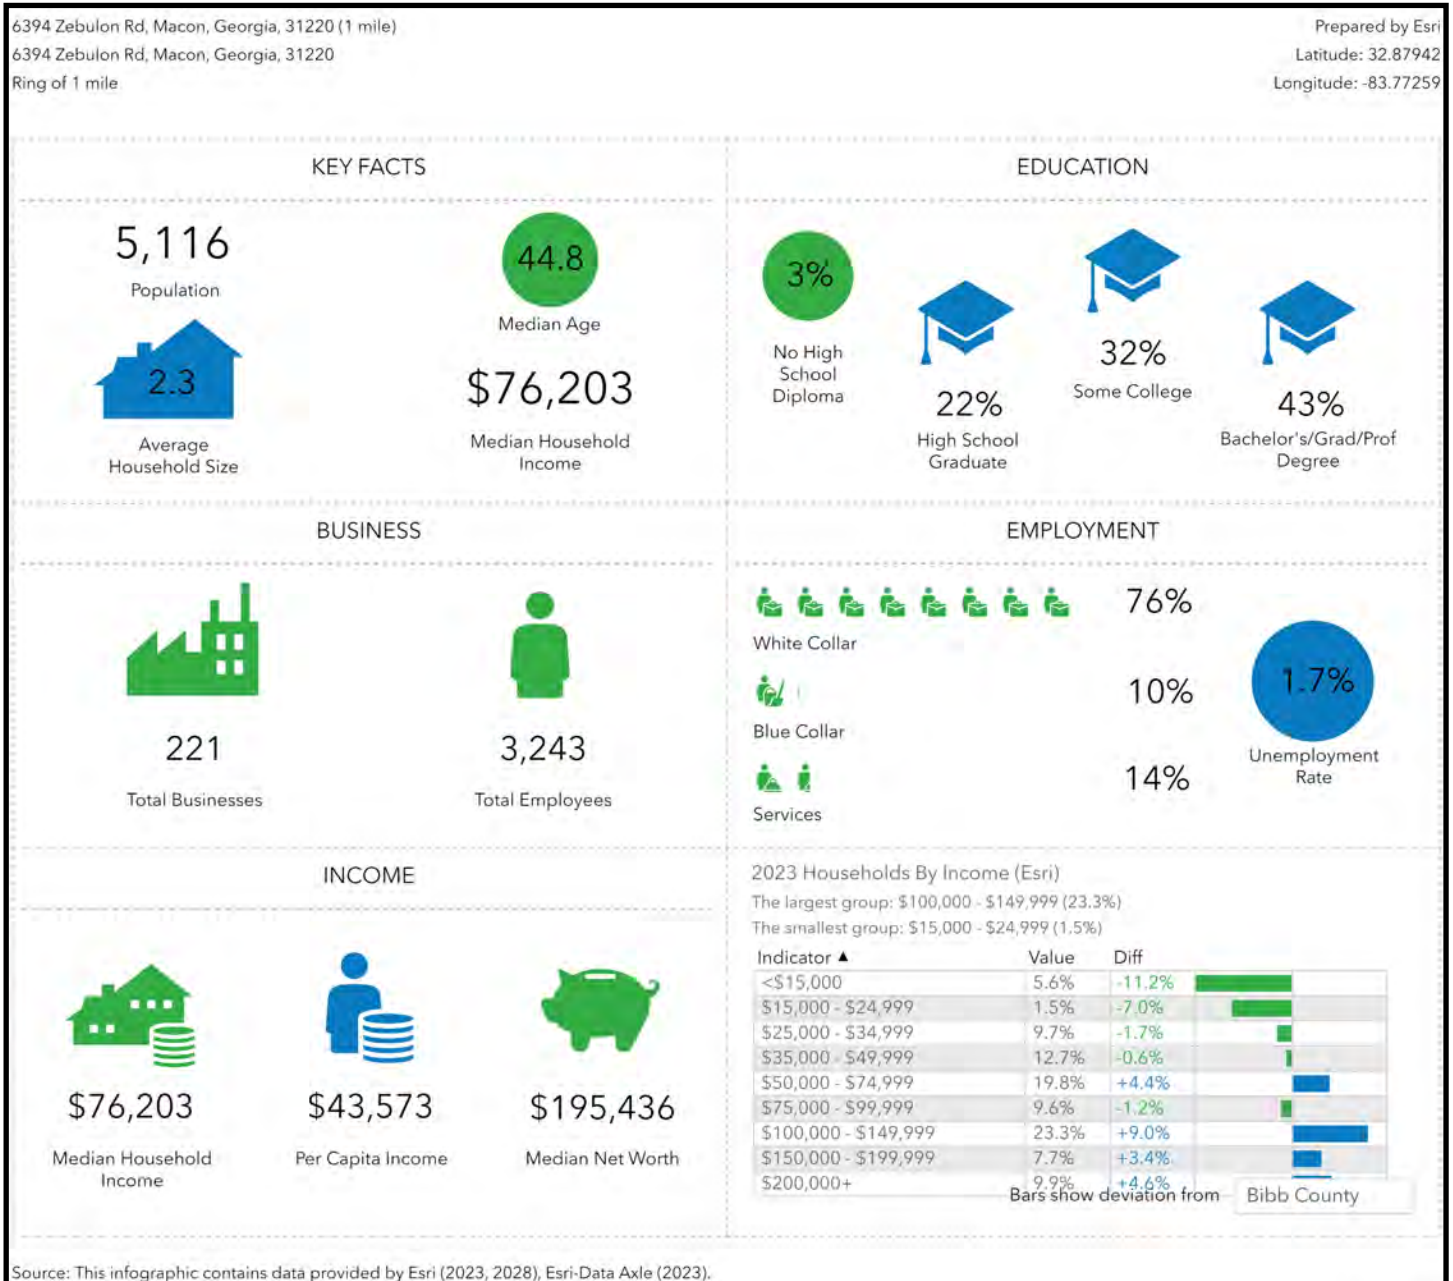 6394 Zebulon Rd, Macon, Georgia, 31220 (1 mile)
6394 Zebulon Rd, Macon, Georgia, 31220
Ring of 1 mile
Prepared by Esri
Latitude: 32.87942
Longitude: -83.77259
KEY FACTS
5,116
Population
44.8
Median Age
2.3
Average
Household Size
$76,203
Median Household
Income
EDUCATION
3%
No High
School
Diploma
22%
High School
Graduate
32%
Some College
43%
Bachelor's/Grad/Prof
Degree
BUSINESS
221
Total Businesses
3,243
Total Employees
EMPLOYMENT
76%
White Collar
10%
Blue Collar
14%
Services
1.7%
Unemployment
Rate
INCOME
$76,203
Median Household
Income
$43,573
Per Capita Income
$195,436
Median Net Worth
2023 Households By Income (Esri)
The largest group: $100,000 - $149,999 (23.3%)
The smallest group: $15,000 - $24,999 (1.5%)
Indicator ▲ Value Diff
<$15,000 5.6% -11.2%
$15,000 - $24,999 1.5% -7.0%
$25,000 - $34,999 9.7% -1.7%
$35,000 - $49,999 12.7% -0.6%
$50,000 - $74,999 19.8% +4.4%
$75,000 - $99,999 9.6% -1.2%
$100,000 - $149,999 23.3% +9.0%
$150,000 - $199,999 7.7% +3.4%
$200,000+ 9.9% +4.6%
Bars show deviation from Bibb County
Source: This infographic contains data provided by Esri (2023, 2028), Esri-Data Axle (2023).